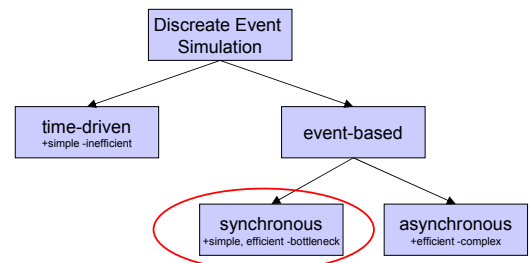 Discreate Event
Simulation
time-driven
+simple -inefficient
event-based
synchronous
+simple, efficient -bottleneck
asynchronous
+efficient -complex